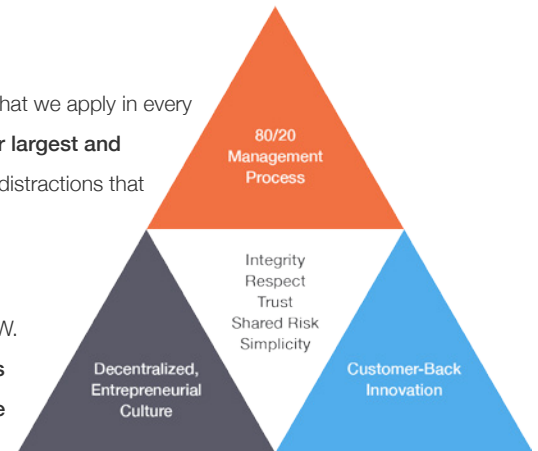 hat we apply in every
r largest and
distractions that
W.
s
e
80/20
Management
Process
Integrity
Respect
Trust
Shared Risk
Simplicity
Decentralized,
Entrepreneurial
Culture
Customer-Back
Innovation